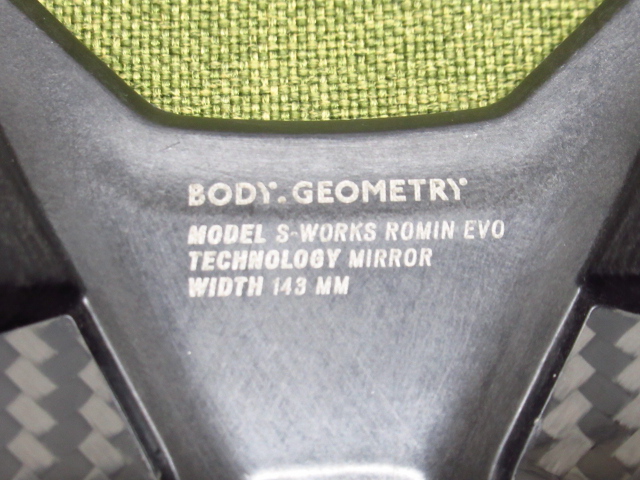 BODY. GEOMETRY
MODEL S-WORKS ROMIN EVO
TECHNOLOGY MIRROR
WIDTH 143 MM